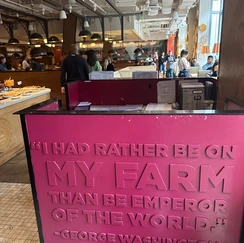 "I HAD RATHER BE ON
MY FARM
THAN BE EMPEROR
OF THE WORLD."
-GEORGE WASHINGTON